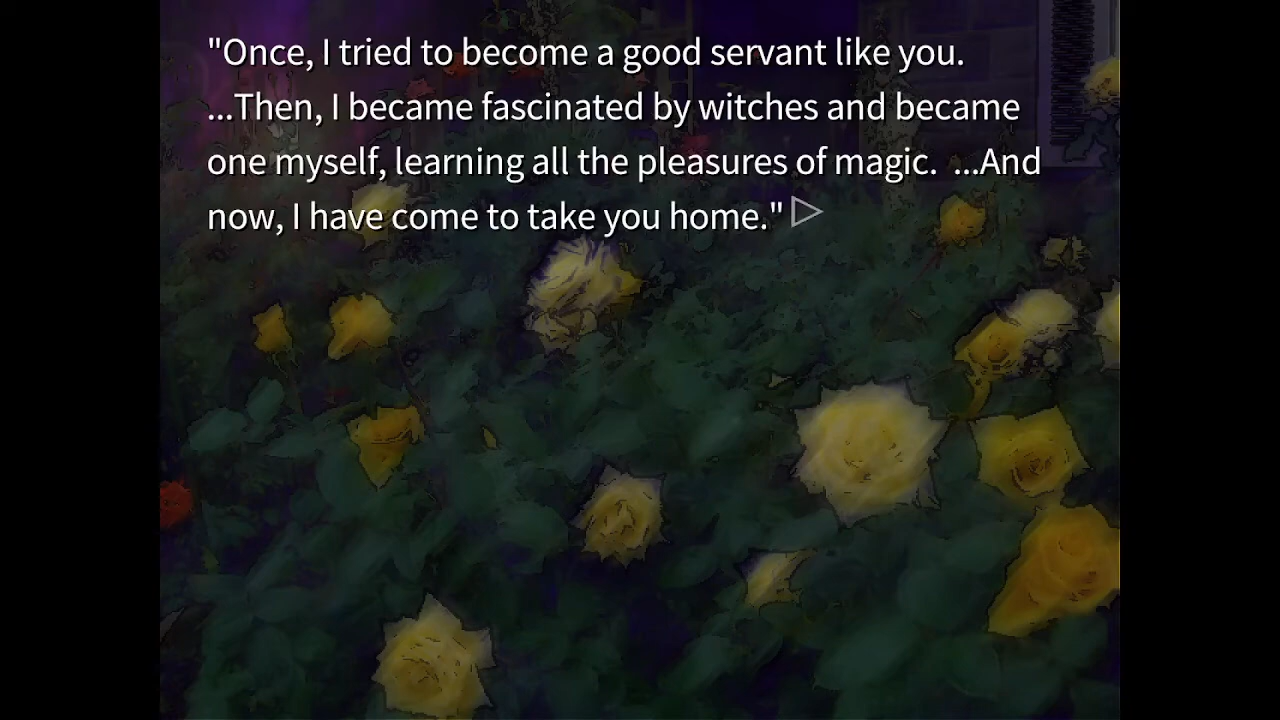 "Once, I tried to become a good servant like you.
...Then, I became fascinated by witches and became
one myself, learning all the pleasures of magic.  ...And
now, I have come to take you home."